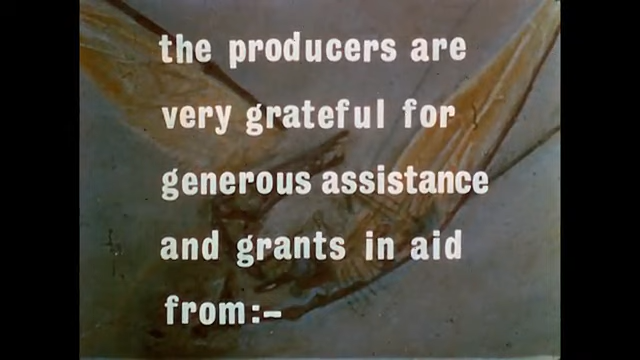 the producers are
very grateful for
generous assistance
and grants in aid
from:–